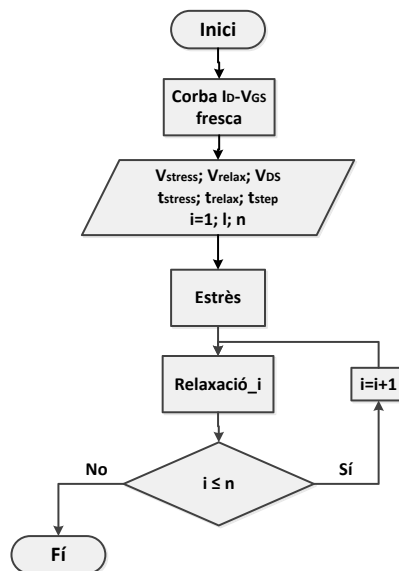 Inici
Corba ID-VGS
fresca
Vstress; Vrelax; VDS
tstress; trelax; tstep
i=1; l; n
Estrès
Relaxació_i
i=i+1
No
Sí
i ≤ n
Fí